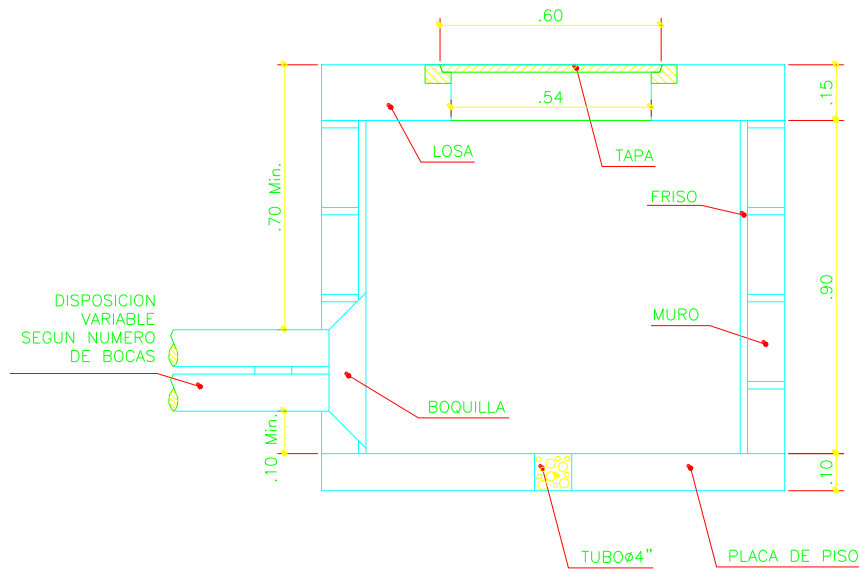 .60
.54
.15
LOSA
TAPA
FRISO
.70 Min.
.90
DISPOSICION
VARIABLE
SEGUN NUMERO
DE BOCAS
MURO
BOQUILLA
.10 Min.
.10
TUBOø4"
PLACA DE PISO